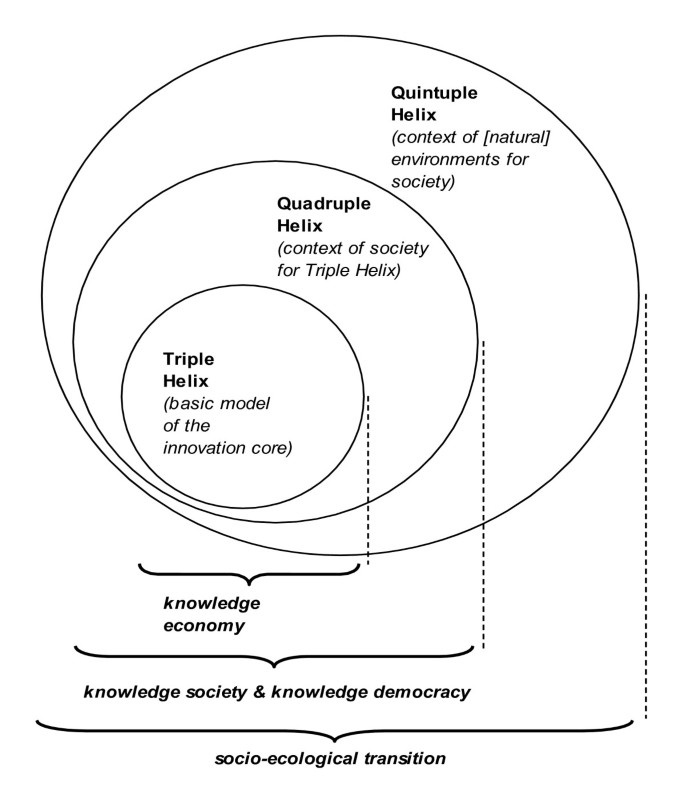 Quintuple
Helix
(context of [natural]
environments for
society)
Quadruple
Helix
(context of society
for Triple Helix)
Triple
Helix
(basic model
of the
innovation core)
knowledge
economy
knowledge society & knowledge democracy
socio-ecological transition